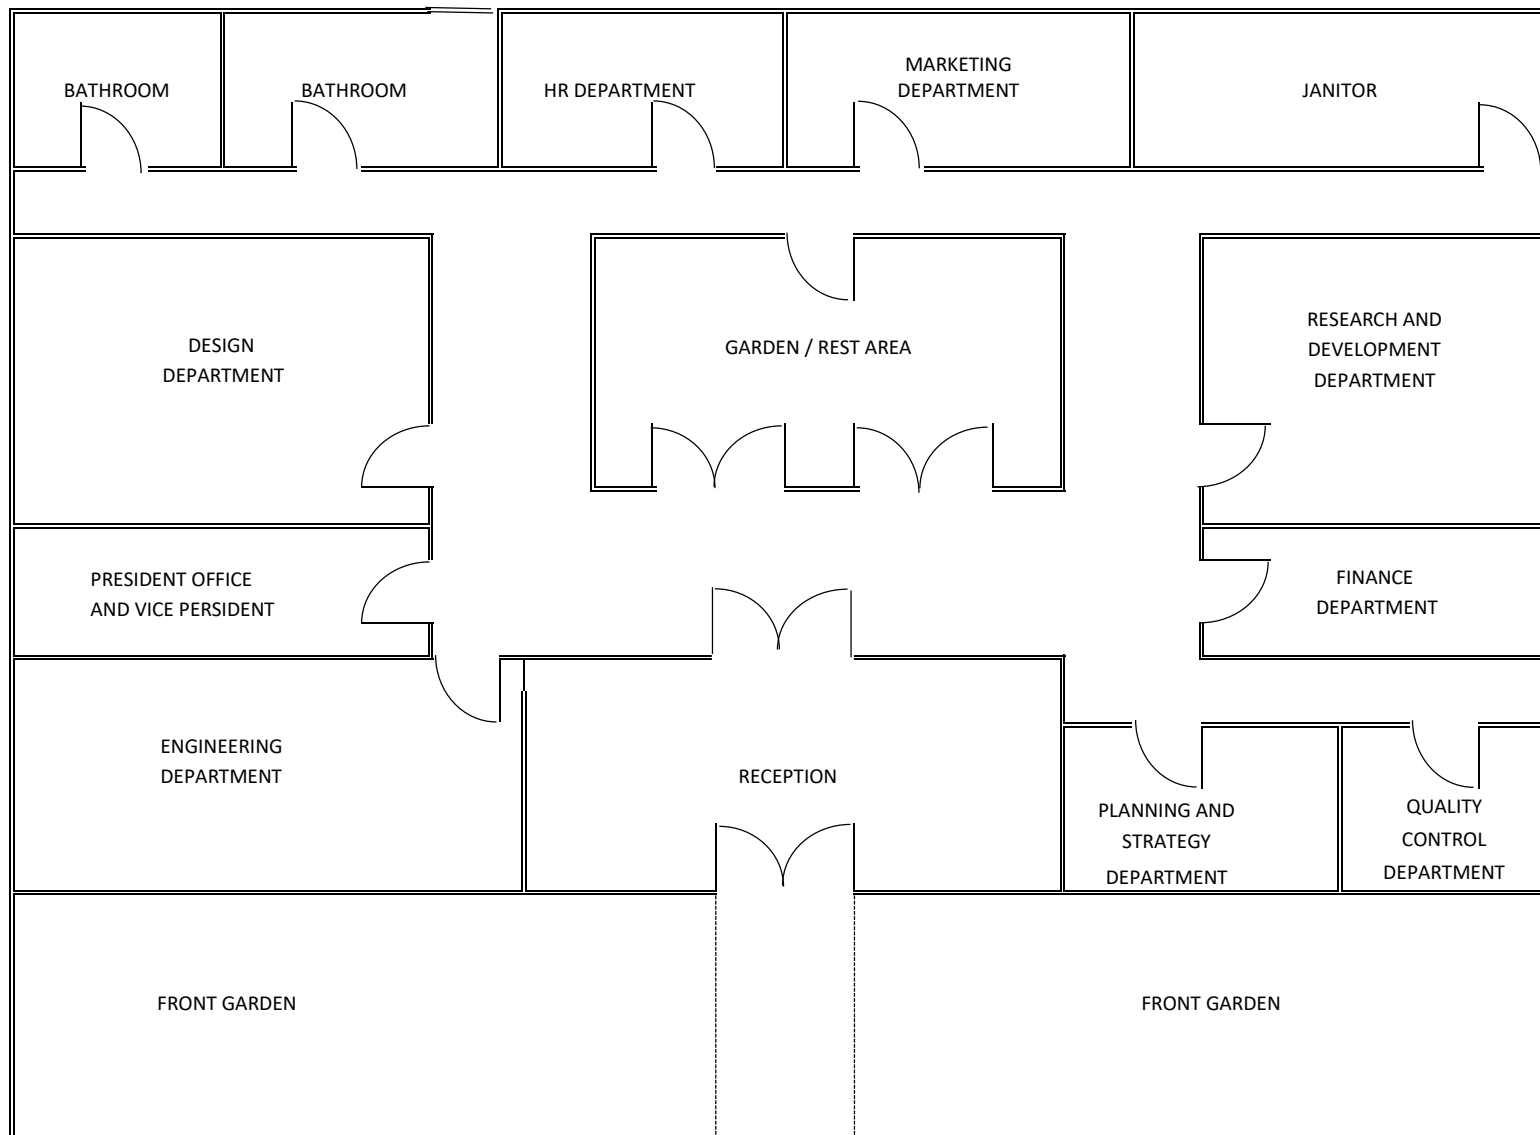 BATHROOM
BATHROOM
HR DEPARTMENT
MARKETING
DEPARTMENT
JANITOR
DESIGN
DEPARTMENT
GARDEN / REST AREA
RESEARCH AND
DEVELOPMENT
DEPARTMENT
PRESIDENT OFFICE
AND VICE PERSIDENT
FINANCE
DEPARTMENT
ENGINEERING
DEPARTMENT
RECEPTION
PLANNING AND
STRATEGY
DEPARTMENT
QUALITY
CONTROL
DEPARTMENT
FRONT GARDEN
FRONT GARDEN